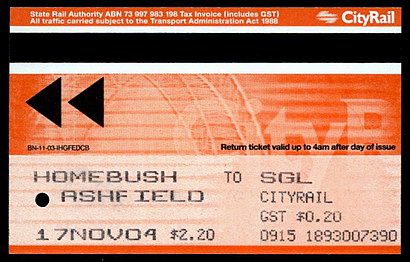 State Rail Authority ABN 73 997 983 198 Tax Invoice (includes GST)
All traffic carried subject to the Transport Administration Act 1988
CityRail
CityR
BN-11-03-IHGFEDCB
Return ticket valid up to 4am after day of issue
HOMEBUSH TO SGL
ASHFIELD CITYRAIL
GST $0.20
17NOV04 $2.20 0915 1893007390